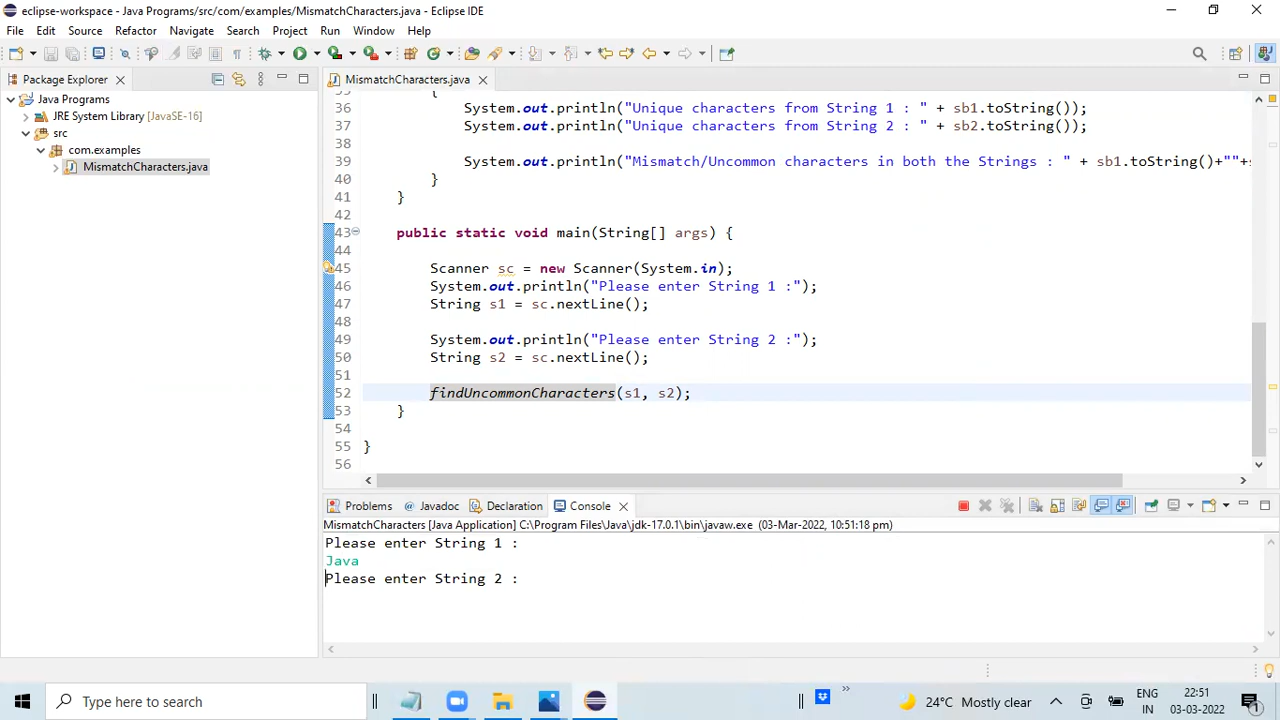 eclipse-workspace - Java Programs/src/com/examples/MismatchCharacters.java - Eclipse IDE
File Edit Source Refactor Navigate Search Project Run Window Help
Package Explorer
Java Programs
JRE System Library [JavaSE-16]
src
com.examples
MismatchCharacters.java
MismatchCharacters.java
35 {
36 System.out.println("Unique characters from String 1 : " + sb1.toString());
37 System.out.println("Unique characters from String 2 : " + sb2.toString());
38
39 System.out.println("Mismatch/Uncommon characters in both the Strings : " + sb1.toString()+""+s
40 }
41 }
42
43 public static void main(String[] args) {
44
45 Scanner sc = new Scanner(System.in);
46 System.out.println("Please enter String 1 :");
47 String s1 = sc.nextLine();
48
49 System.out.println("Please enter String 2 :");
50 String s2 = sc.nextLine();
51
52 findUncommonCharacters(s1, s2);
53 }
54
55 }
56
Problems Javadoc Declaration Console
MismatchCharacters [Java Application] C:\Program Files\Java\jdk-17.0.1\bin\javaw.exe (03-Mar-2022, 10:51:18 pm)
Please enter String 1 :
Java
Please enter String 2 :
Type here to search
24°C Mostly clear
ENG
IN
22:51
03-03-2022
1